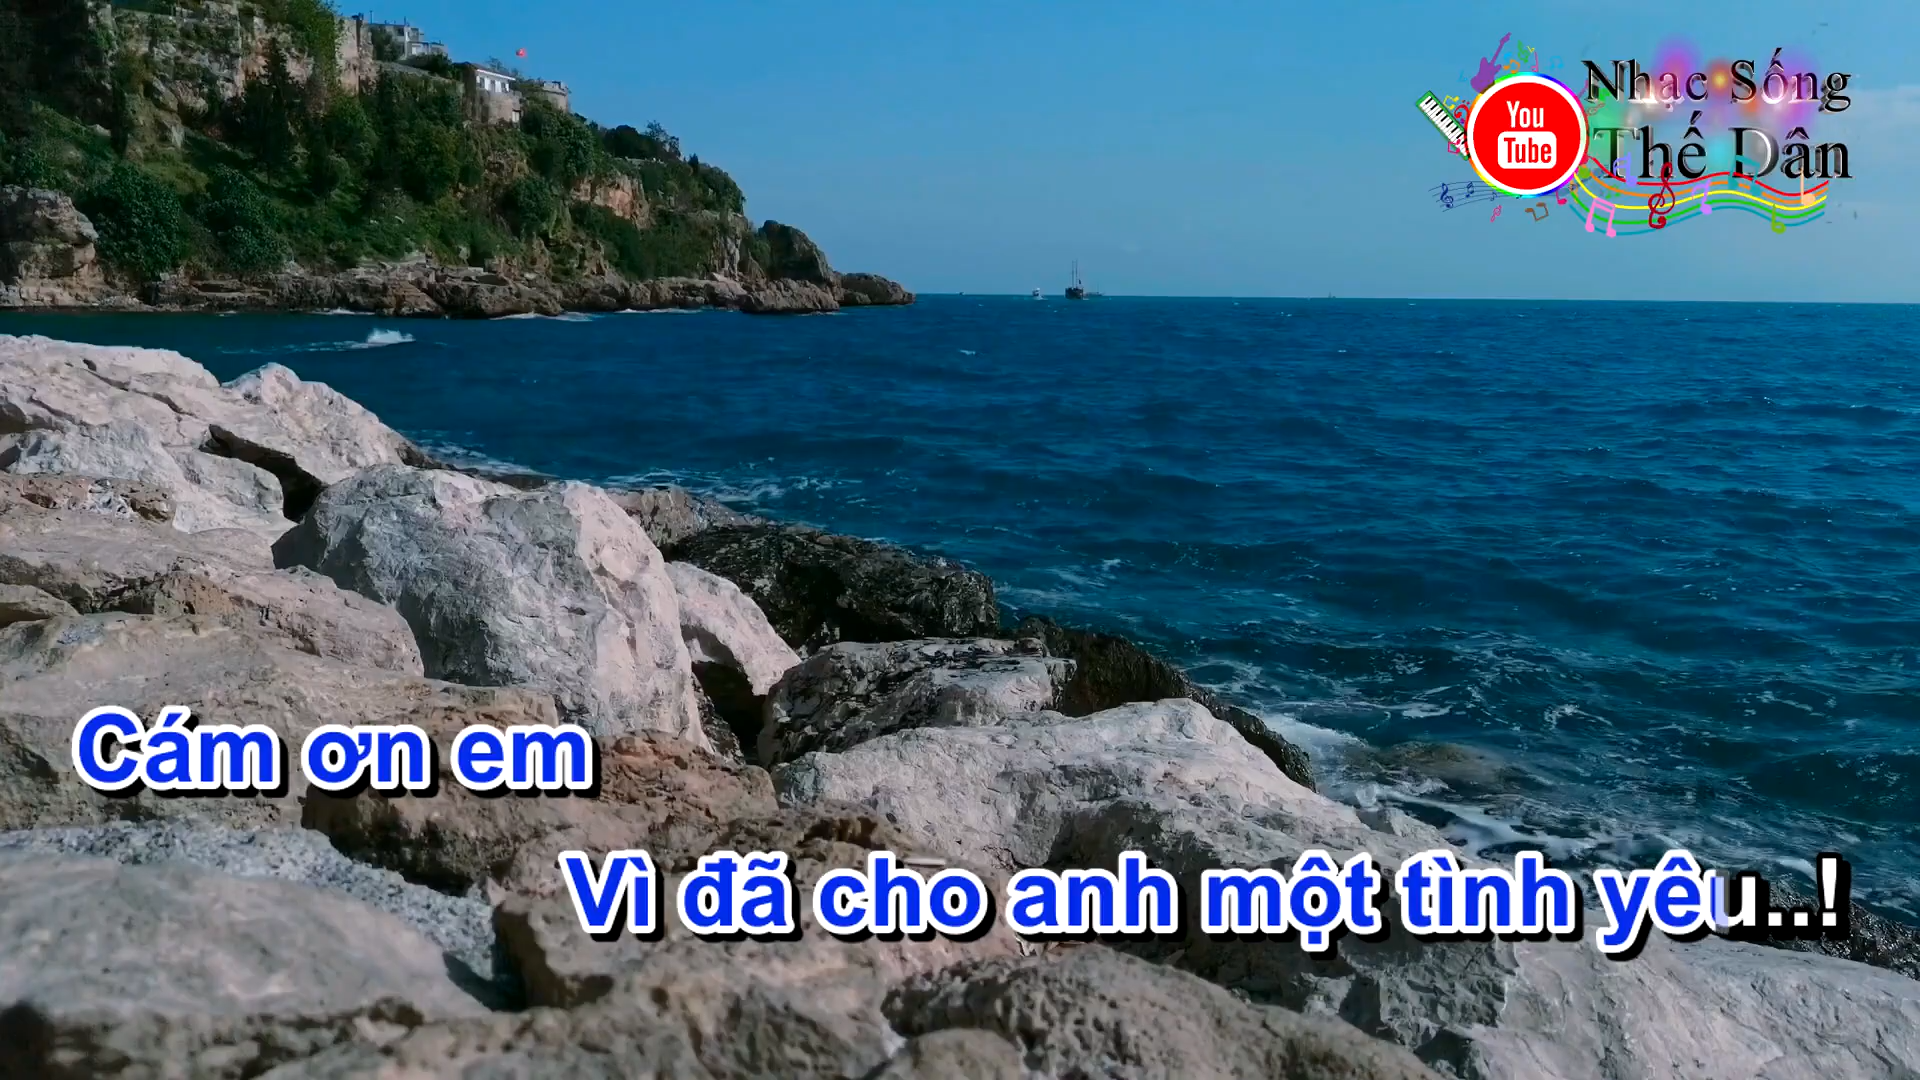 Nhạc Sống
Thế Dân
You
Tube
Cám ơn em
Vì đã cho anh một tình yêu..!